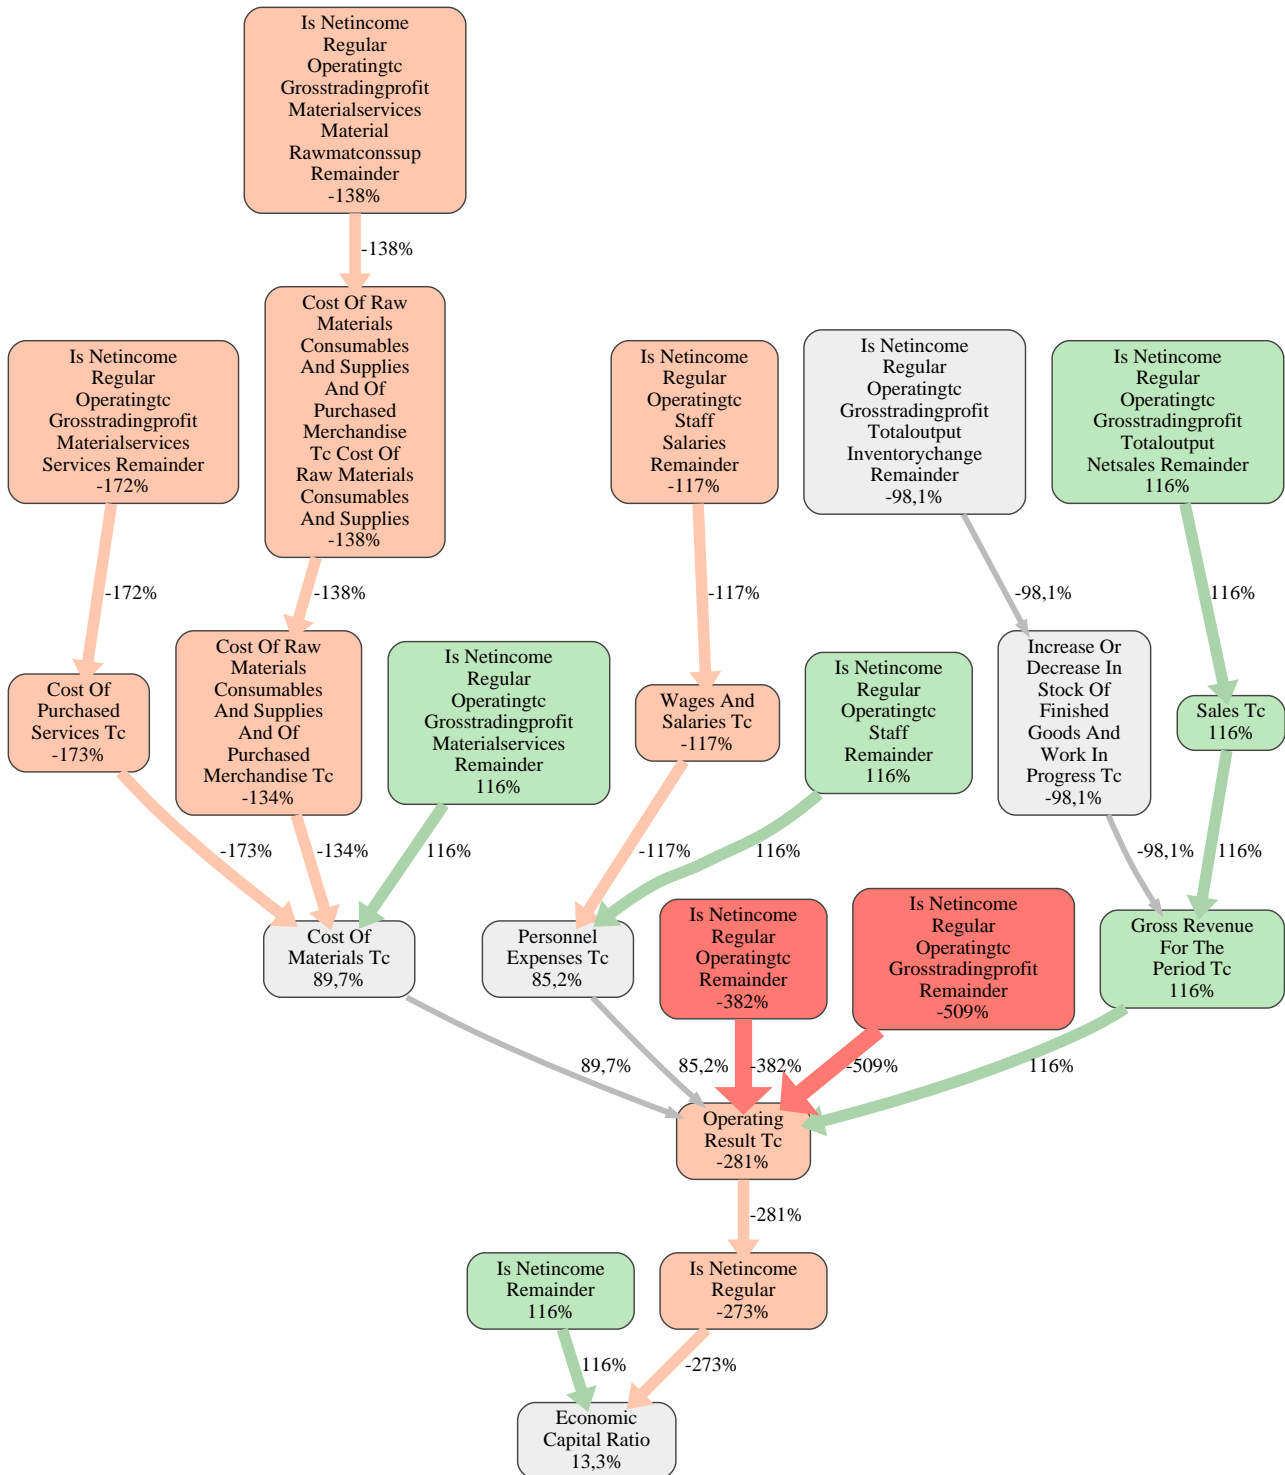 Is Netincome
Regular
Operatingtc
Grosstradingprofit
Materialservices
Material
Rawmatconssup
Remainder
-138%
-138%
Cost Of Raw
Materials
Consumables
And Supplies
And Of
Purchased
Merchandise
Tc Cost Of
Raw Materials
Consumables
And Supplies
-138%
Is Netincome
Regular
Operatingtc
Grosstradingprofit
Materialservices
Services Remainder
-172%
Is Netincome
Regular
Operatingtc
Staff
Salaries
Remainder
-117%
Is Netincome
Regular
Operatingtc
Grosstradingprofit
Totaloutput
Inventorychange
Remainder
-98,1%
Is Netincome
Regular
Operatingtc
Grosstradingprofit
Totaloutput
Netsales Remainder
116%
-172%
-138%
-117%
-98,1%
116%
Cost Of
Purchased
Services Tc
-173%
Cost Of Raw
Materials
Consumables
And Supplies
And Of
Purchased
Merchandise Tc
-134%
Is Netincome
Regular
Operatingtc
Grosstradingprofit
Materialservices
Remainder
116%
Wages And
Salaries Tc
-117%
Is Netincome
Regular
Operatingtc
Staff
Remainder
116%
Increase Or
Decrease In
Stock Of
Finished
Goods And
Work In
Progress Tc
-98,1%
Sales Tc
116%
-173%
-134%
116%
-117%
116%
-98,1%
116%
Cost Of
Materials Tc
89,7%
Personnel
Expenses Tc
85,2%
Is Netincome
Regular
Operatingtc
Remainder
-382%
Is Netincome
Regular
Operatingtc
Grosstradingprofit
Remainder
-509%
Gross Revenue
For The
Period Tc
116%
89,7%
85,2%
-382%
-509%
116%
Operating
Result Tc
-281%
-281%
Is Netincome
Remainder
116%
Is Netincome
Regular
-273%
116%
-273%
Economic
Capital Ratio
13,3%